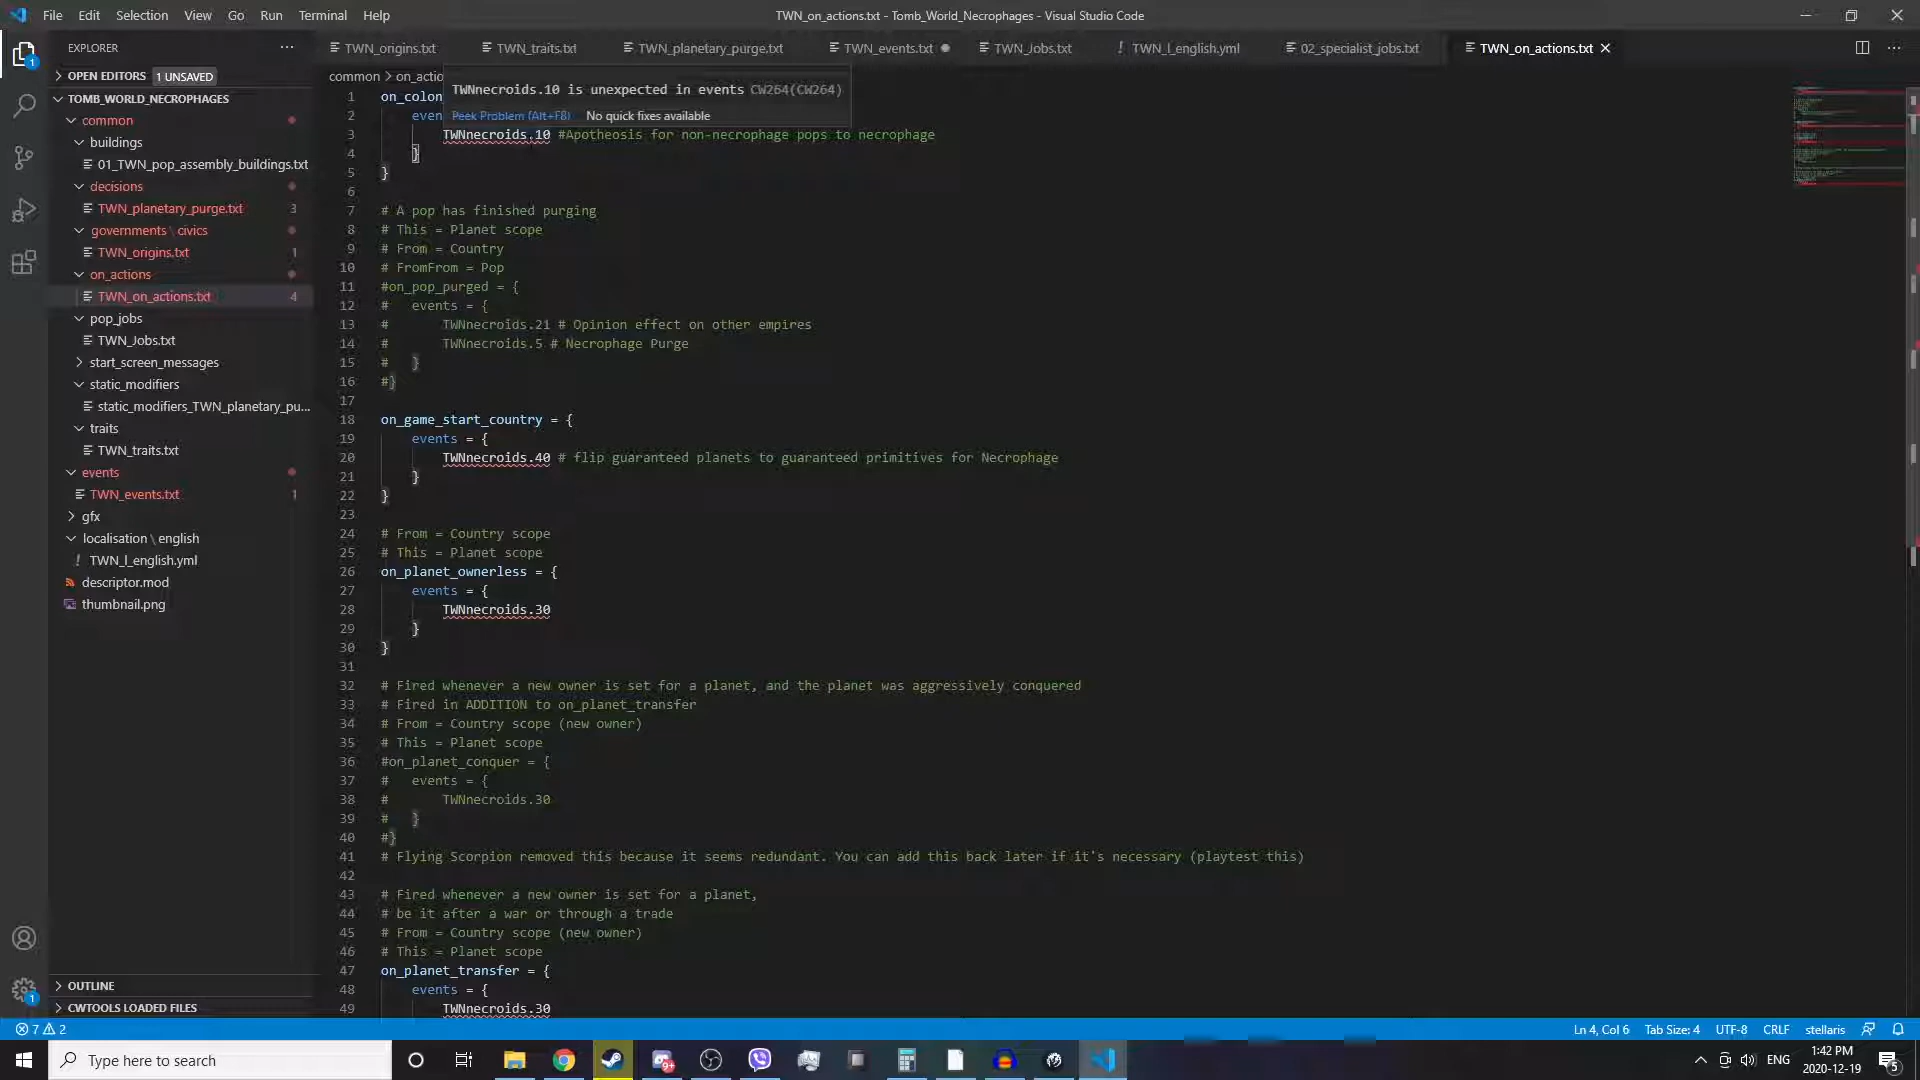 File Edit Selection View Go Run Terminal Help
TWN_on_actions.txt - Tomb_World_Necrophages - Visual Studio Code
EXPLORER
TWN_origins.txt TWN_traits.txt TWN_planetary_purge.txt TWN_events.txt TWN_Jobs.txt TWN_l_english.yml 02_specialist_jobs.txt TWN_on_actions.txt
OPEN EDITORS 1 UNSAVED
TOMB_WORLD_NECROPHAGES
common
buildings
01_TWN_pop_assembly_buildings.txt
decisions
TWN_planetary_purge.txt 3
governments \ civics
TWN_origins.txt 1
on_actions
TWN_on_actions.txt 4
pop_jobs
TWN_Jobs.txt
start_screen_messages
static_modifiers
static_modifiers_TWN_planetary_pu...
traits
TWN_traits.txt
events
TWN_events.txt 1
gfx
localisation \ english
TWN_l_english.yml
descriptor.mod
thumbnail.png
OUTLINE
CWTOOLS LOADED FILES
common > on_actio
TWNnecroids.10 is unexpected in events CW264(CW264)
Peek Problem (Alt+F8) No quick fixes available
1 on_colon
2 even
3 TWNnecroids.10 #Apotheosis for non-necrophage pops to necrophage
4 }
5 }
6
7 # A pop has finished purging
8 # This = Planet scope
9 # From = Country
10 # FromFrom = Pop
11 #on_pop_purged = {
12 # events = {
13 # TWNnecroids.21 # Opinion effect on other empires
14 # TWNnecroids.5 # Necrophage Purge
15 # }
16 #}
17
18 on_game_start_country = {
19 events = {
20 TWNnecroids.40 # flip guaranteed planets to guaranteed primitives for Necrophage
21 }
22 }
23
24 # From = Country scope
25 # This = Planet scope
26 on_planet_ownerless = {
27 events = {
28 TWNnecroids.30
29 }
30 }
31
32 # Fired whenever a new owner is set for a planet, and the planet was aggressively conquered
33 # Fired in ADDITION to on_planet_transfer
34 # From = Country scope (new owner)
35 # This = Planet scope
36 #on_planet_conquer = {
37 # events = {
38 # TWNnecroids.30
39 # }
40 #}
41 # Flying Scorpion removed this because it seems redundant. You can add this back later if it's necessary (playtest this)
42
43 # Fired whenever a new owner is set for a planet,
44 # be it after a war or through a trade
45 # From = Country scope (new owner)
46 # This = Planet scope
47 on_planet_transfer = {
48 events = {
49 TWNnecroids.30
7 2
Ln 4, Col 6 Tab Size: 4 UTF-8 CRLF stellaris
Type here to search
ENG
1:42 PM
2020-12-19